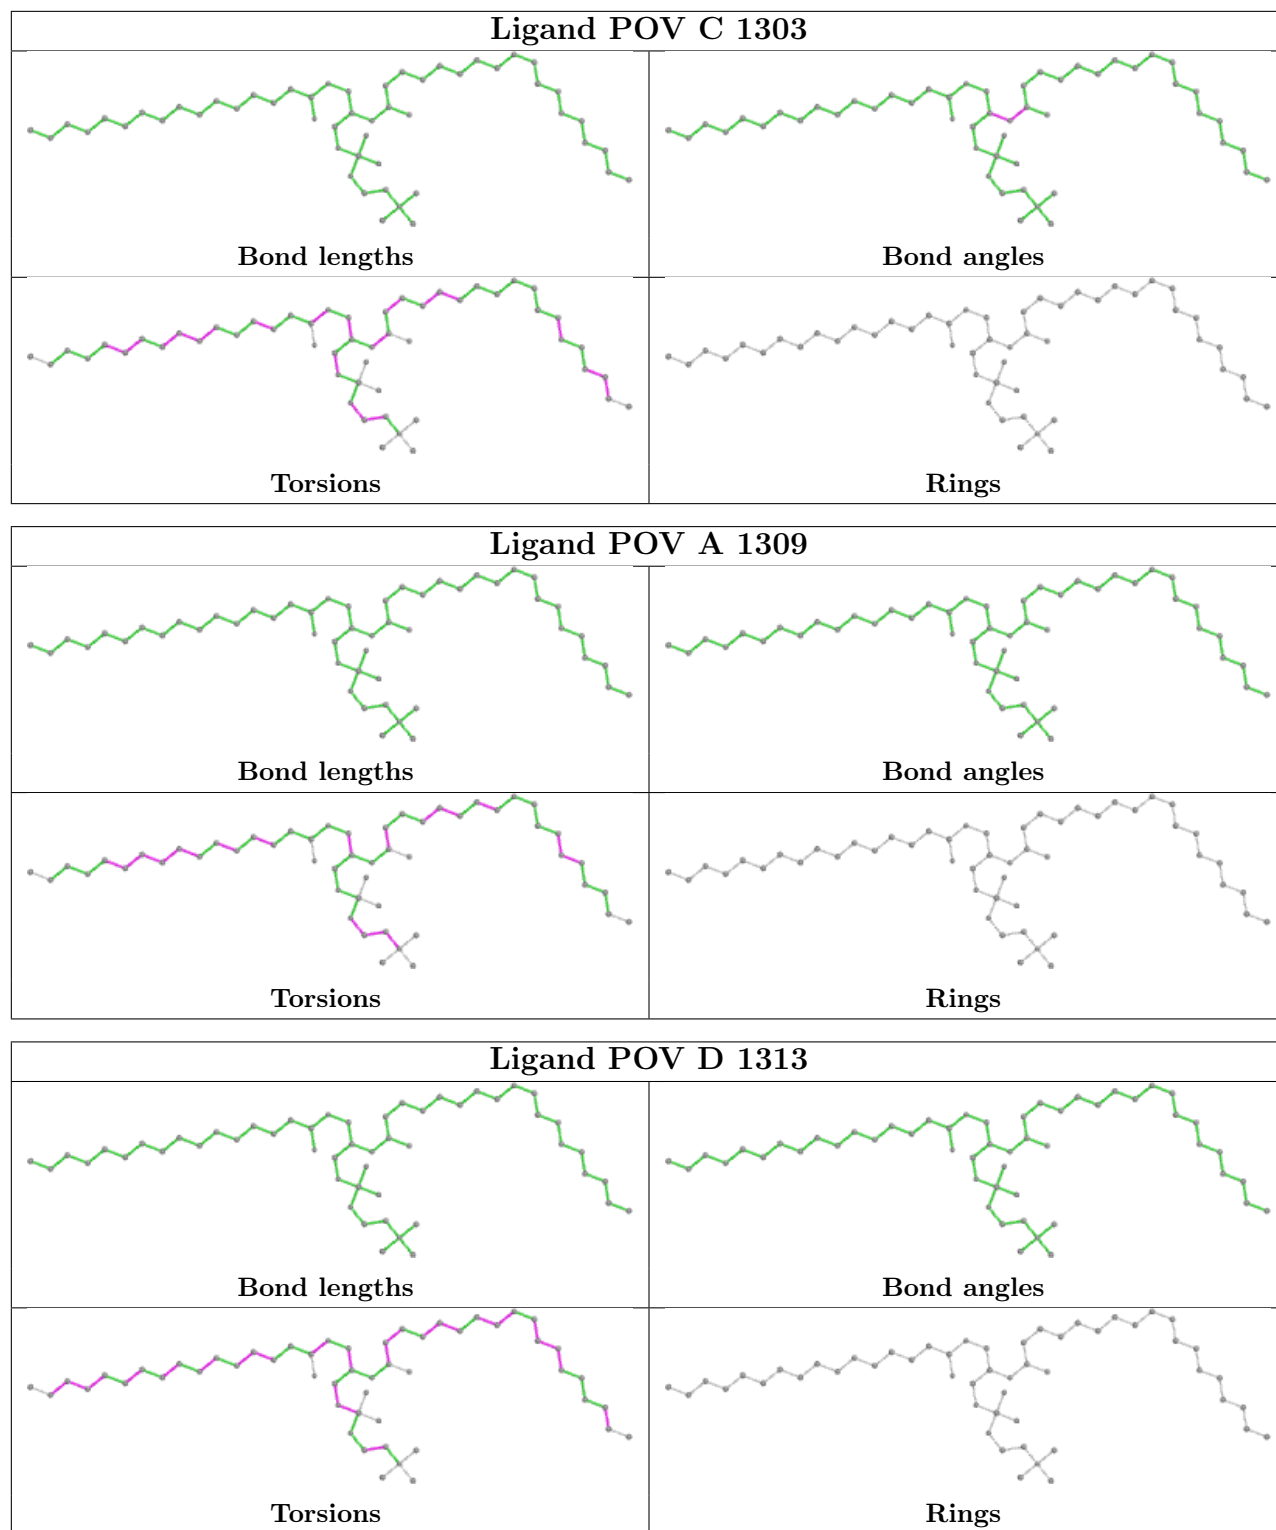 Ligand POV C 1303
Bond lengths
Bond angles
Torsions
Rings
Ligand POV A 1309
Bond lengths
Bond angles
Torsions
Rings
Ligand POV D 1313
Bond lengths
Bond angles
Torsions
Rings